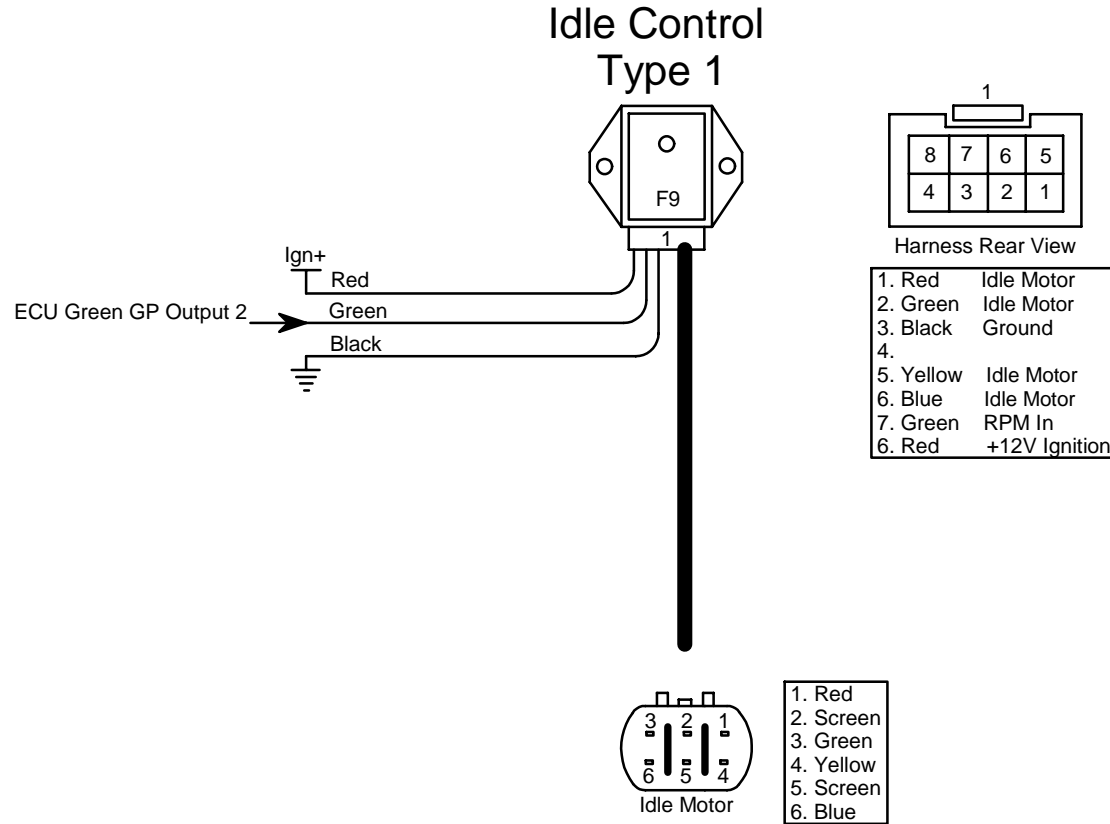 Idle Control
Type 1
F9
1
Ign+
Red
ECU Green GP Output 2
Green
Black
1
8 7 6 5
4 3 2 1
Harness Rear View
1. Red Idle Motor
2. Green Idle Motor
3. Black Ground
4.
5. Yellow Idle Motor
6. Blue Idle Motor
7. Green RPM In
6. Red +12V Ignition
3 2 1
6 5 4
Idle Motor
1. Red
2. Screen
3. Green
4. Yellow
5. Screen
6. Blue